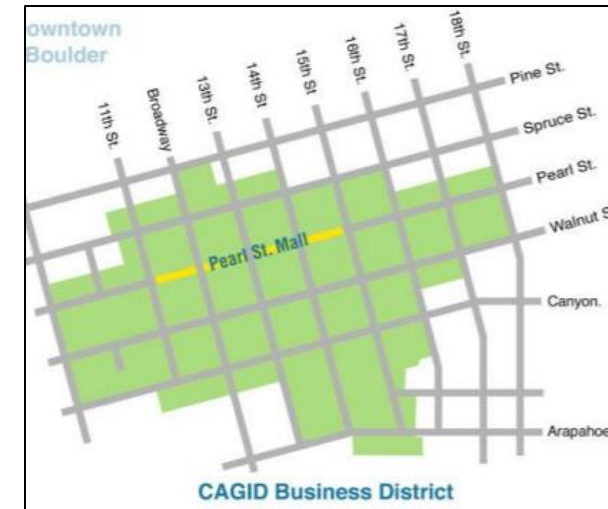 owntown
Boulder
11th St.
Broadway
13th St.
14th St
15th St
16th St.
17th St.
18th St.
Pine St.
Spruce St.
Pearl St.
Walnut S
Pearl St. Mall
Canyon.
Arapahoe
CAGID Business District